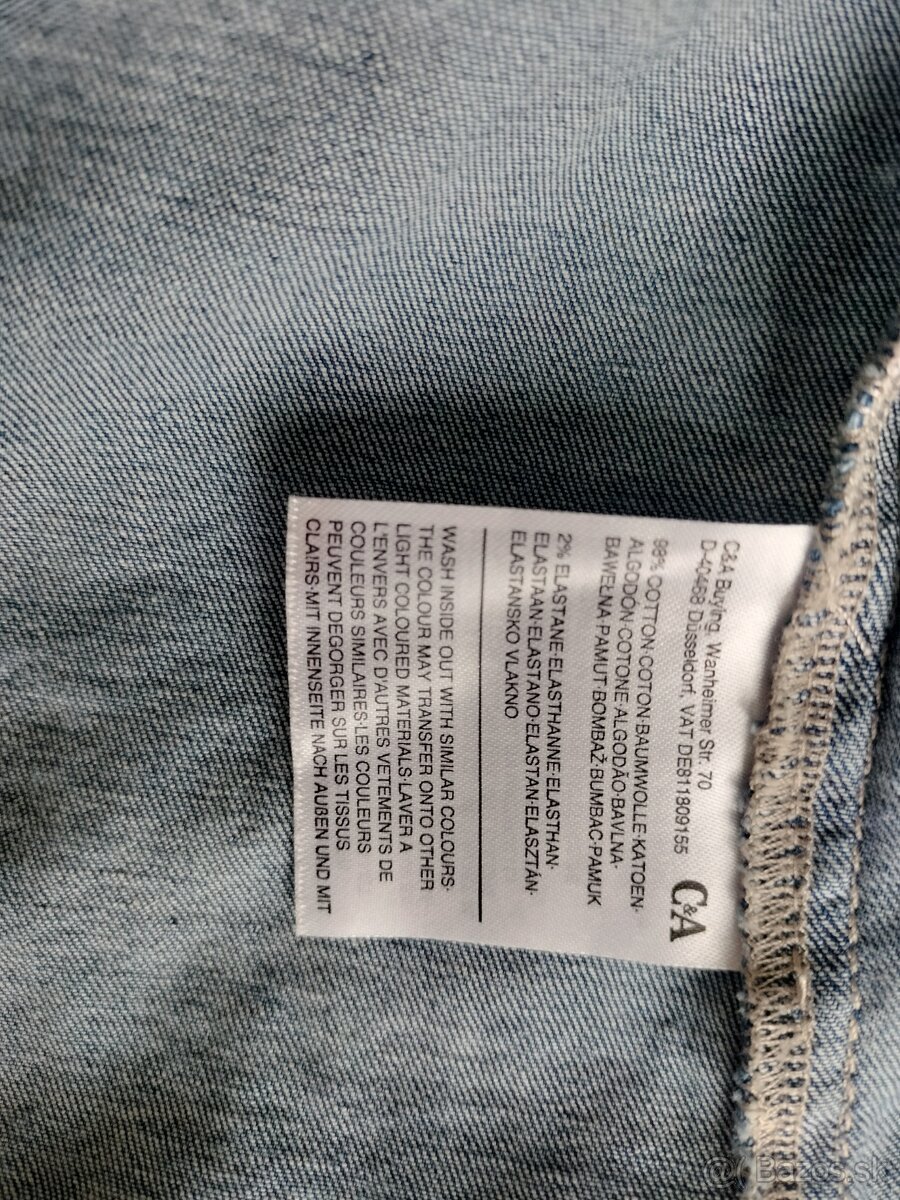 C&A Buying, Wanheimer Str. 70
D-40468 Düsseldorf, VAT DE811809155
C&A
98% COTTON·COTON·BAUMWOLLE·KATOEN·
ALGODÓN·COTONE·ALGODÃO·BAVLNA·
BAWEŁNA·PAMUT·BOMBAŽ·BUMBAC·PAMUK
2% ELASTANE·ELASTHANNE·ELASTHAN·
ELASTAAN·ELASTANO·ELASTAN·ELASZTÁN·
ELASTANSKO VLAKNO
WASH INSIDE OUT WITH SIMILAR COLOURS·
THE COLOUR MAY TRANSFER ONTO OTHER
LIGHT COLOURED MATERIALS·LAVER A
L'ENVERS AVEC D'AUTRES VETEMENTS DE
COULEURS SIMILAIRES·LES COULEURS
PEUVENT DEGORGER SUR LES TISSUS
CLAIRS·MIT INNENSEITE NACH AUßEN UND MIT
Bazos.sk